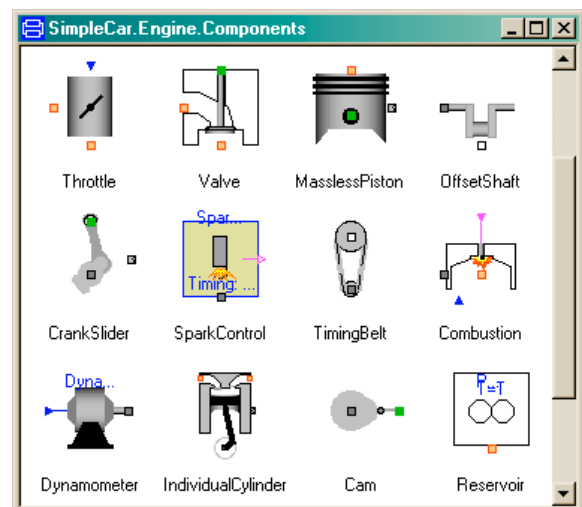 SimpleCar.Engine.Components
Throttle Valve MasslessPiston OffsetShaft
Spar...
Timing: ...
CrankSlider SparkControl TimingBelt Combustion
Dyna...
T=T
Dynamometer IndividualCylinder Cam Reservoir